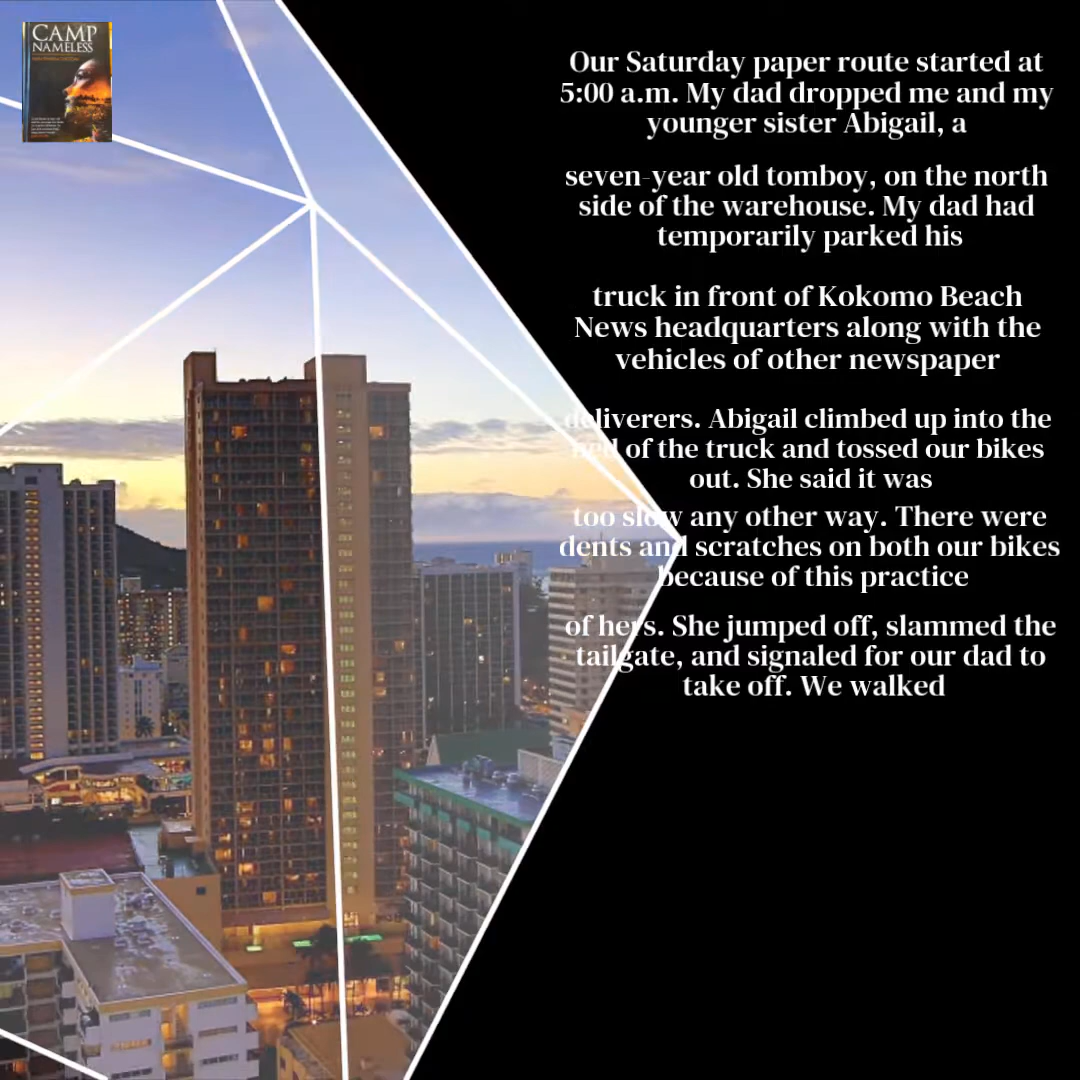 CAMP
NAMELESS
Our Saturday paper route started at
5:00 a.m. My dad dropped me and my
younger sister Abigail, a
seven-year old tomboy, on the north
side of the warehouse. My dad had
temporarily parked his
truck in front of Kokomo Beach
News headquarters along with the
vehicles of other newspaper
deliverers. Abigail climbed up into the
bed of the truck and tossed our bikes
out. She said it was
too slow any other way. There were
dents and scratches on both our bikes
because of this practice
of hers. She jumped off, slammed the
tailgate, and signaled for our dad to
take off. We walked